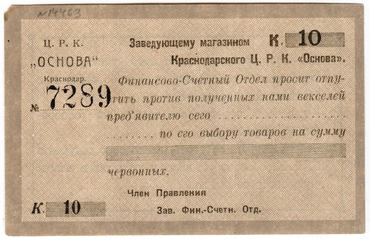 №14463
Ц. Р. К.
„ОСНОВА"
Краснодар.
№ 7289
Заведующему магазином К. 10
Краснодарского Ц. Р. К. «Основа».
Финансово-Счетный Отдел просит отпу-
стить против полученных нами векселей
пред'явителю сего
по его выбору товаров на сумму
червонных.
Член Правления
К. 10 Зав. Фин.-Счетн. Отд.